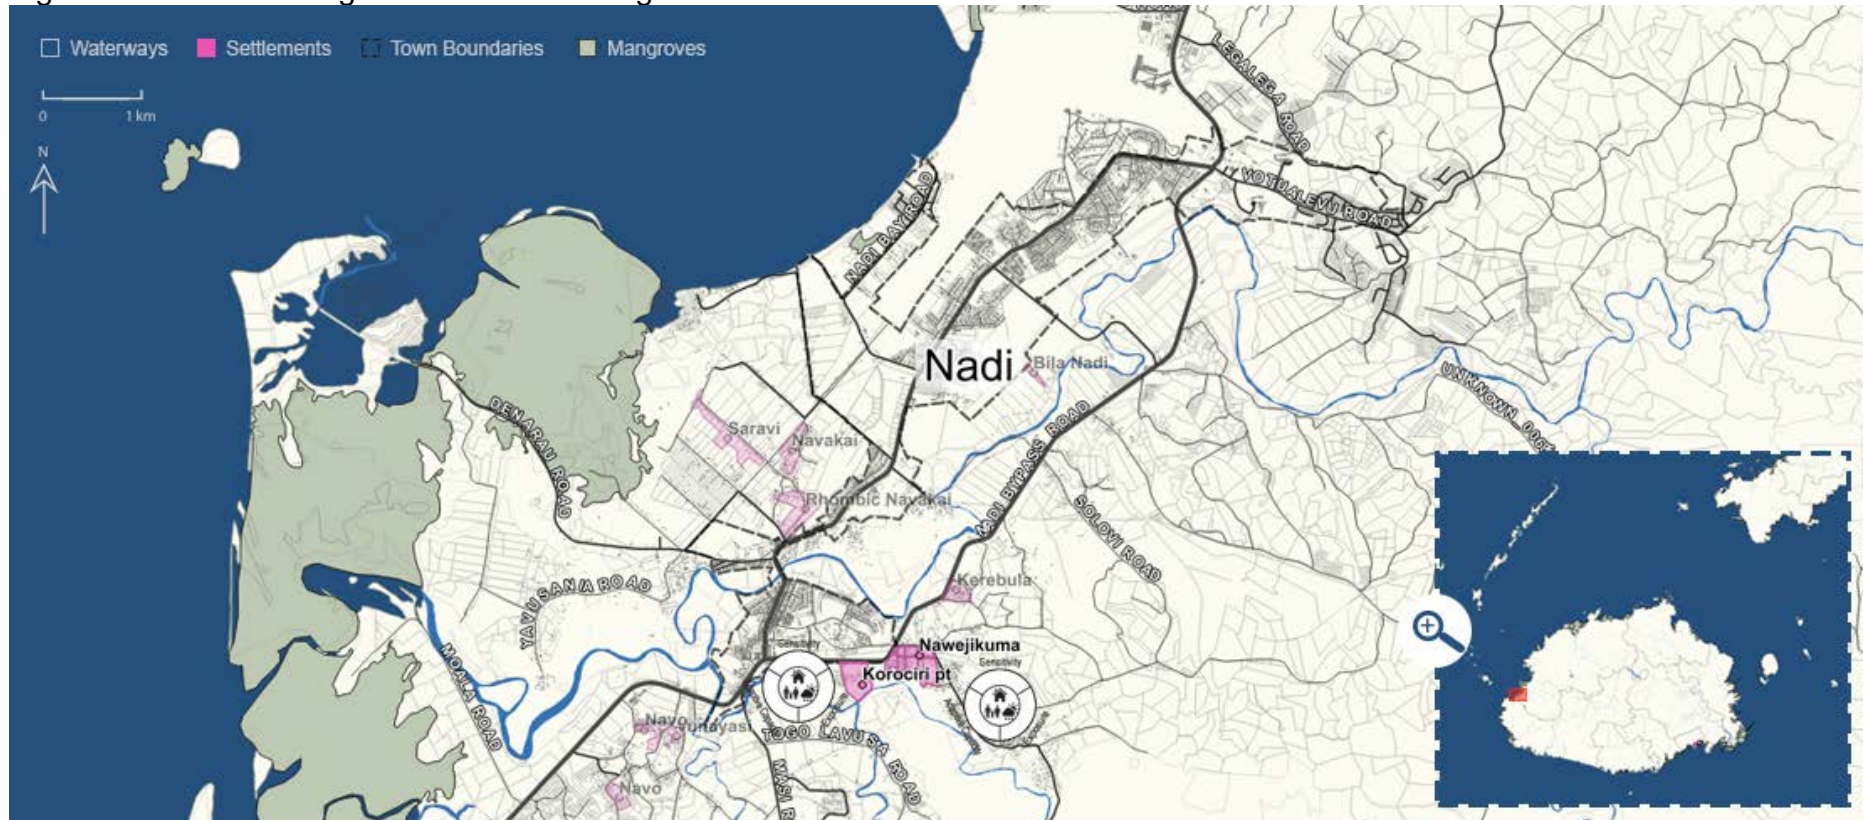 Waterways
Settlements
Town Boundaries
Mangroves
0
1 km
N
LEGALEGA ROAD
VOTUALEVU ROAD
NADI BAY ROAD
Nadi
Bila Nadi
DENARAU ROAD
Saravi
Navakai
Rhombic Navakai
NADI BYPASS ROAD
SOLOVI ROAD
YAVUSANIA ROAD
Kerebula
MOALA ROAD
Sensitivity
Nawejikuma
Sensitivity
Korociri pt
Navo
TOGO LAVUSA ROAD
Navo